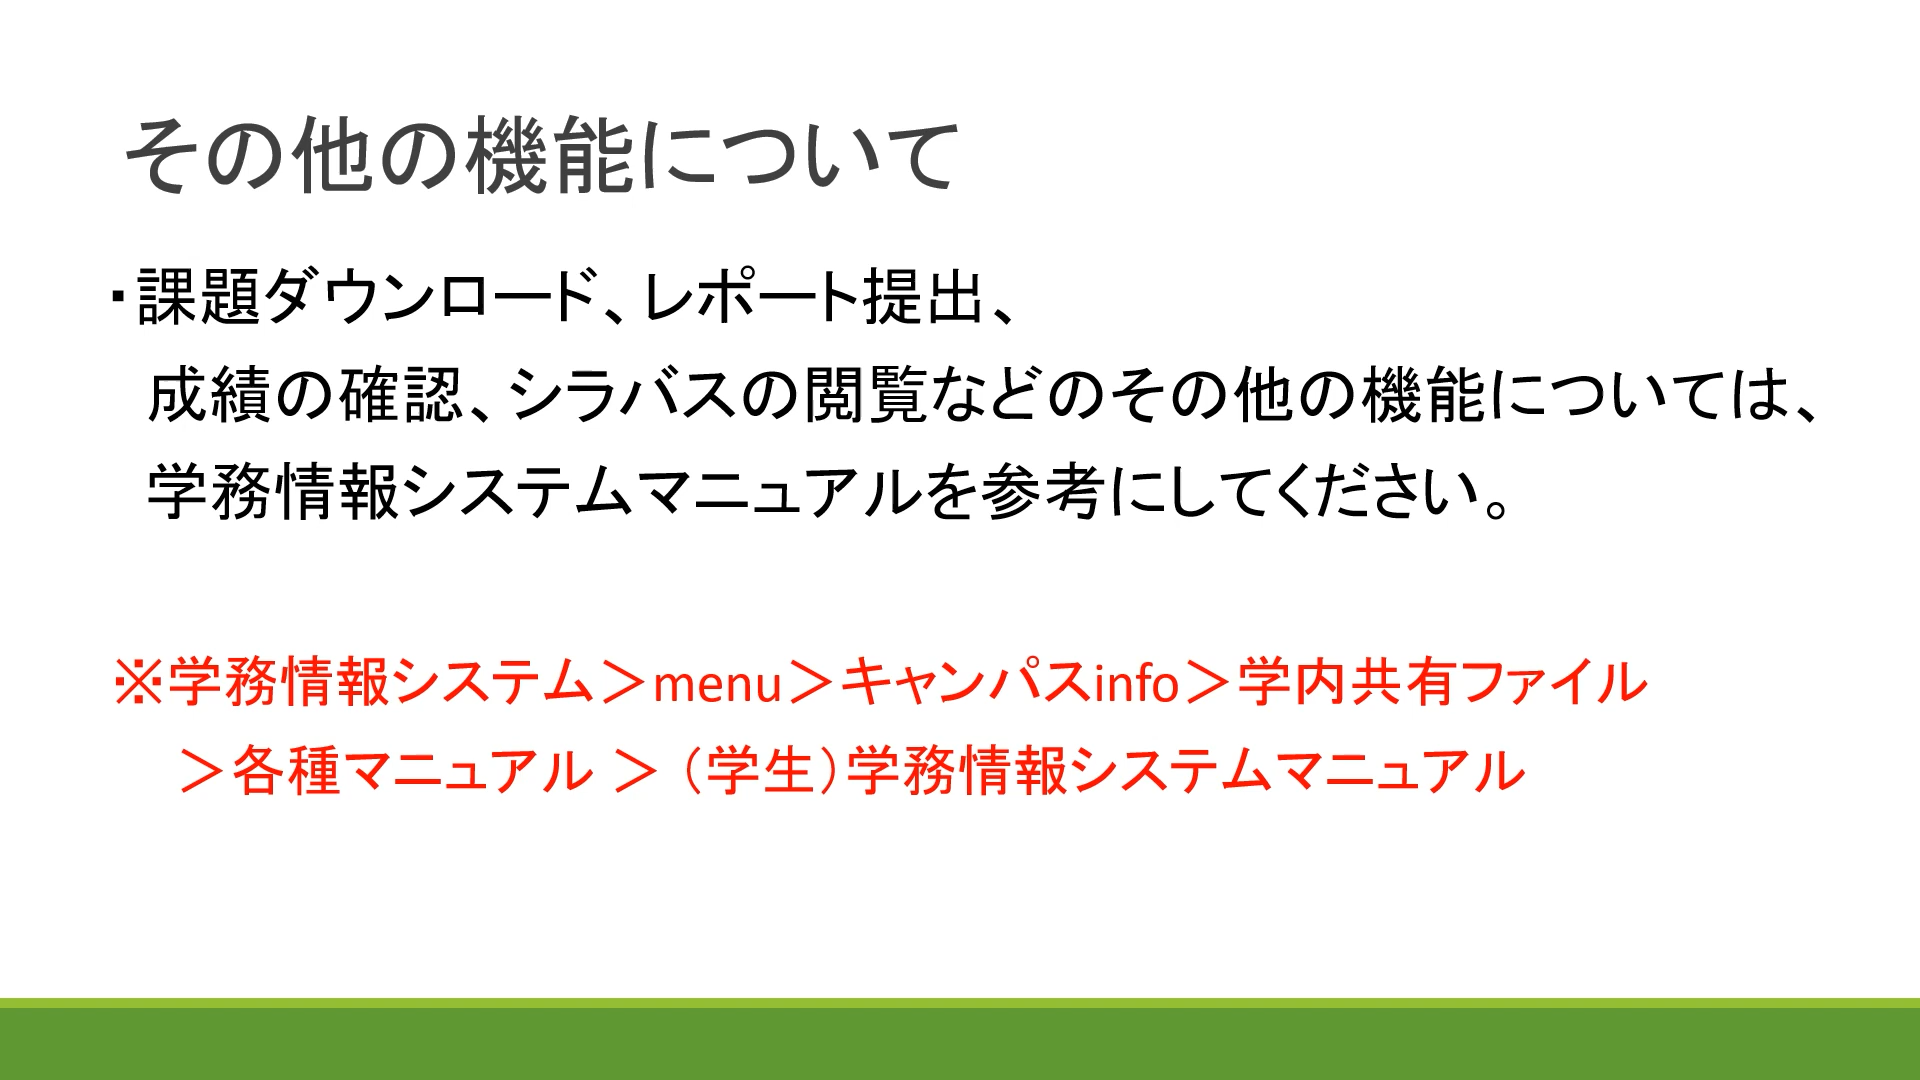 その他の機能について
・課題ダウンロード、レポート提出、
成績の確認、シラバスの閲覧などのその他の機能については、
学務情報システムマニュアルを参考にしてください。
※学務情報システム＞menu＞キャンパスinfo＞学内共有ファイル
＞各種マニュアル ＞（学生）学務情報システムマニュアル